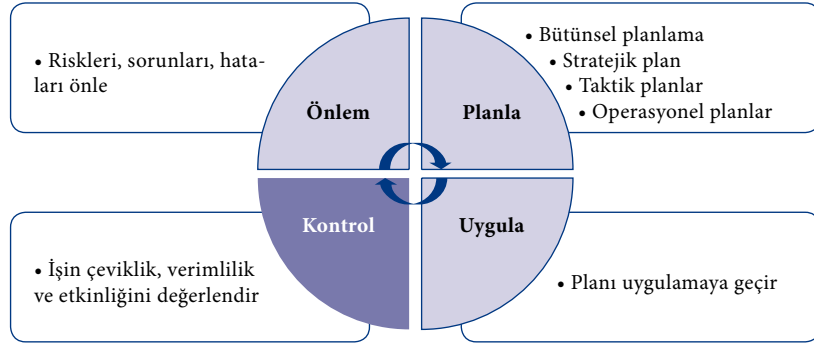 • Riskleri, sorunları, hata-
ları önle
Önlem
• Bütünsel planlama
• Stratejik plan
• Taktik planlar
• Operasyonel planlar
Planla
Kontrol
• İşin çeviklik, verimlilik
ve etkinliğini değerlendir
Uygula
• Planı uygulamaya geçir